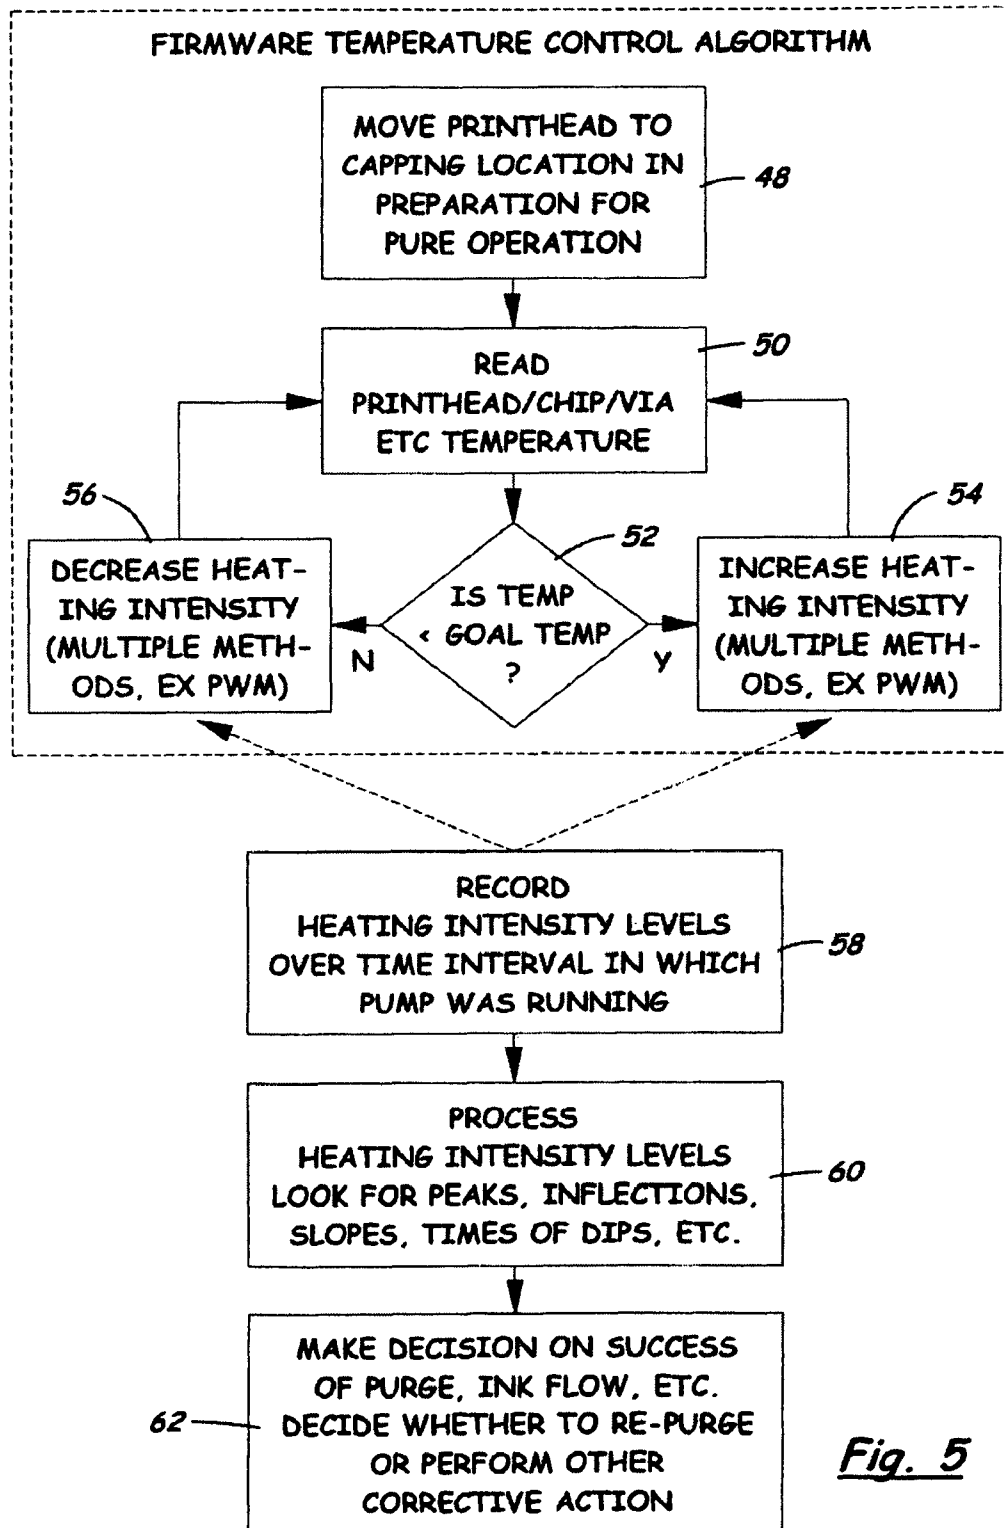 FIRMWARE TEMPERATURE CONTROL ALGORITHM
MOVE PRINTHEAD TO
CAPPING LOCATION IN
PREPARATION FOR
PURE OPERATION
48
READ
PRINTHEAD/CHIP/VIA
ETC TEMPERATURE
50
56
DECREASE HEAT-
ING INTENSITY
(MULTIPLE METH-
ODS, EX PWM)
52
IS TEMP
< GOAL TEMP
?
N
Y
54
INCREASE HEAT-
ING INTENSITY
(MULTIPLE METH-
ODS, EX PWM)
RECORD
HEATING INTENSITY LEVELS
OVER TIME INTERVAL IN WHICH
PUMP WAS RUNNING
58
PROCESS
HEATING INTENSITY LEVELS
LOOK FOR PEAKS, INFLECTIONS,
SLOPES, TIMES OF DIPS, ETC.
60
MAKE DECISION ON SUCCESS
OF PURGE, INK FLOW, ETC.
DECIDE WHETHER TO RE-PURGE
OR PERFORM OTHER
CORRECTIVE ACTION
62
Fig. 5